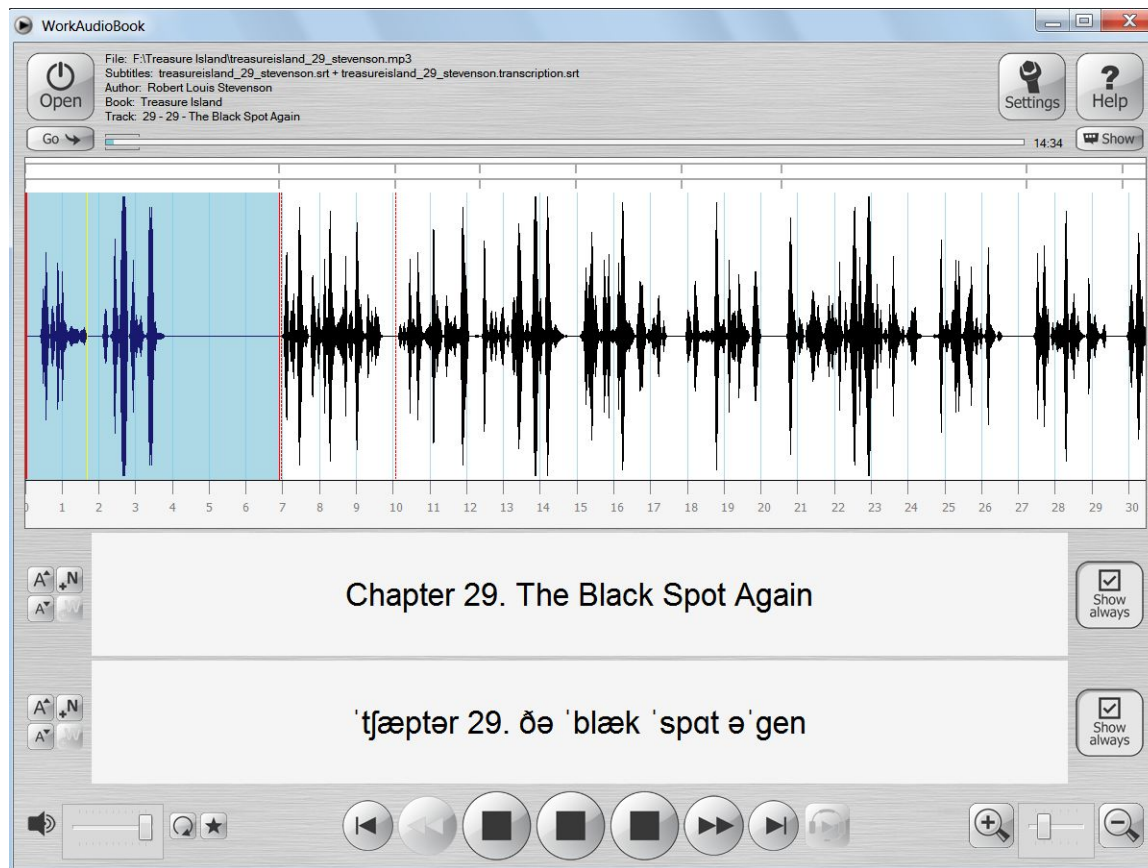 WorkAudioBook
Open
File: F:\Treasure Island\treasureisland_29_stevenson.mp3
Subtitles: treasureisland_29_stevenson.srt + treasureisland_29_stevenson.transcription.srt
Author: Robert Louis Stevenson
Book: Treasure Island
Track: 29 - 29 - The Black Spot Again
Settings
Help
Go
14:34
Show
0 1 2 3 4 5 6 7 8 9 10 11 12 13 14 15 16 17 18 19 20 21 22 23 24 25 26 27 28 29 30
A +N
A W
Chapter 29. The Black Spot Again
Show always
A +N
A W
ˈtʃæptər 29. ðə ˈblæk ˈspɑt əˈgen
Show always